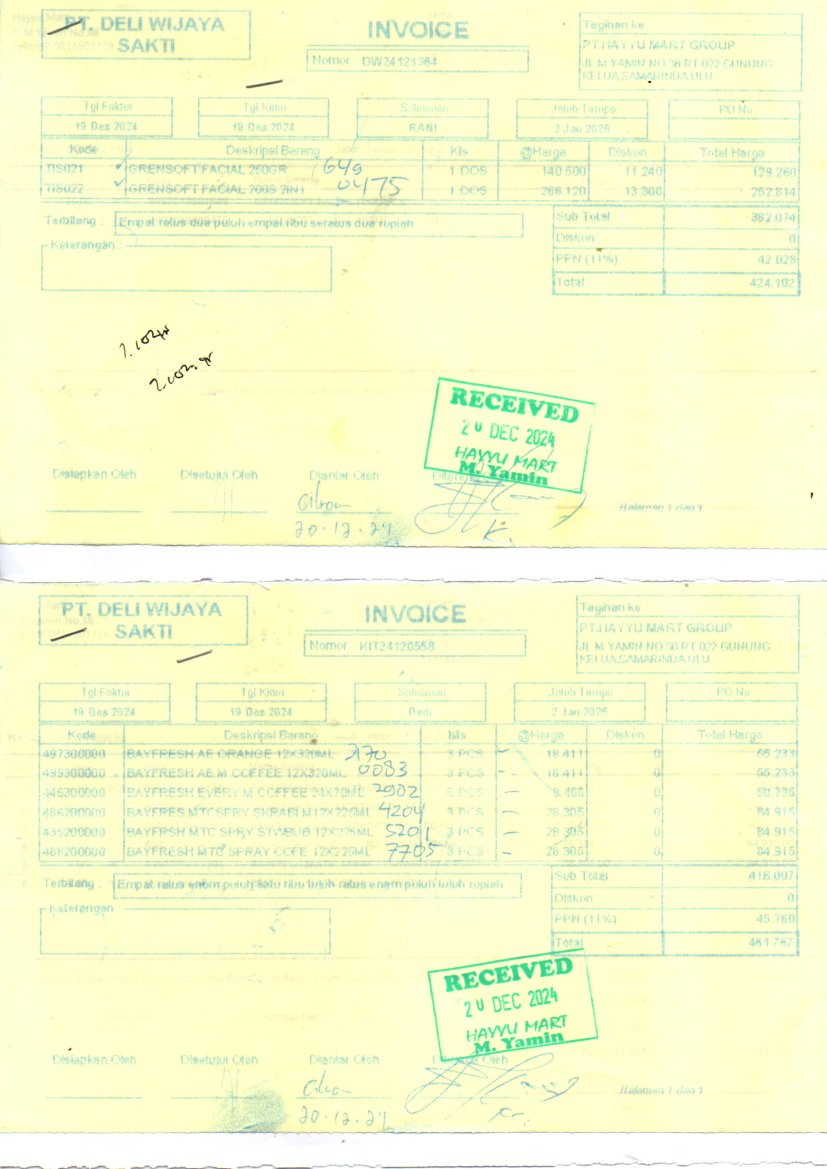 PT. DELI WIJAYA
SAKTI
INVOICE
Nomor DW24121364
Tagihan ke
PT.HAYYU MART GROUP
JL M YAMIN NO 38 RT 022 GUNUNG
KELUA,SAMARINDA ULU
Tgl Faktur Tgl Kirim Salesman Jatuh Tempo PO No
19 Des 2024 19 Des 2024 RANI 2 Jan 2025
Kode Deskripsi Barang Kts @Harga Diskon Total Harga
TIS021 GRENSOFT FACIAL 250GR 649 1 DOS 140.500 11.240 129.260
TIS022 GRENSOFT FACIAL 200S 2IN1 0475 1 DOS 266.120 13.306 252.814
Terbilang : Empat ratus dua puluh empat ribu seratus dua rupiah
Keterangan
Sub Total 382.074
Diskon 0
PPN (11%) 42.028
Total 424.102
RECEIVED
20 DEC 2024
HAYYU MART
M. Yamin
Disiapkan Oleh Disetujui Oleh Diantar Oleh
20.12.24
Halaman 1 dari 1
PT. DELI WIJAYA
SAKTI
INVOICE
Nomor KIT24120558
Tagihan ke
PT.HAYYU MART GROUP
JL M YAMIN NO 38 RT 022 GUNUNG
KELUA,SAMARINDA ULU
Tgl Faktur Tgl Kirim Salesman Jatuh Tempo PO No
19 Des 2024 19 Des 2024 2 Jan 2025
Kode Deskripsi Barang Kts @Harga Diskon Total Harga
BAYFRESH AE ORANGE 12X320ML 3 PCS 18.411 0 55.233
BAYFRESH AE M COFFEE 12X320ML 0083 3 PCS 18.411 0 55.233
BAYFRESH EVERY M COFFEE 24X70ML 2902 0
BAYFRES MTCSPRY 4204 3 PCS 28.305 0 84.915
BAYFRSH MTC SPRY STWBUB 12X225ML 5201 3 PCS 28.305 0 84.915
BAYFRSH MTC SPRAY COFE 12X225ML 7705 3 PCS 28.305 0 84.915
Terbilang : Empat ratus enam puluh satu ribu tujuh ratus enam puluh tujuh rupiah
Keterangan
Sub Total 416.007
Diskon 0
PPN (11%) 45.760
Total 461.767
RECEIVED
20 DEC 2024
HAYYU MART
M. Yamin
Disiapkan Oleh Disetujui Oleh Diantar Oleh
20.12.24
Halaman 1 dari 1